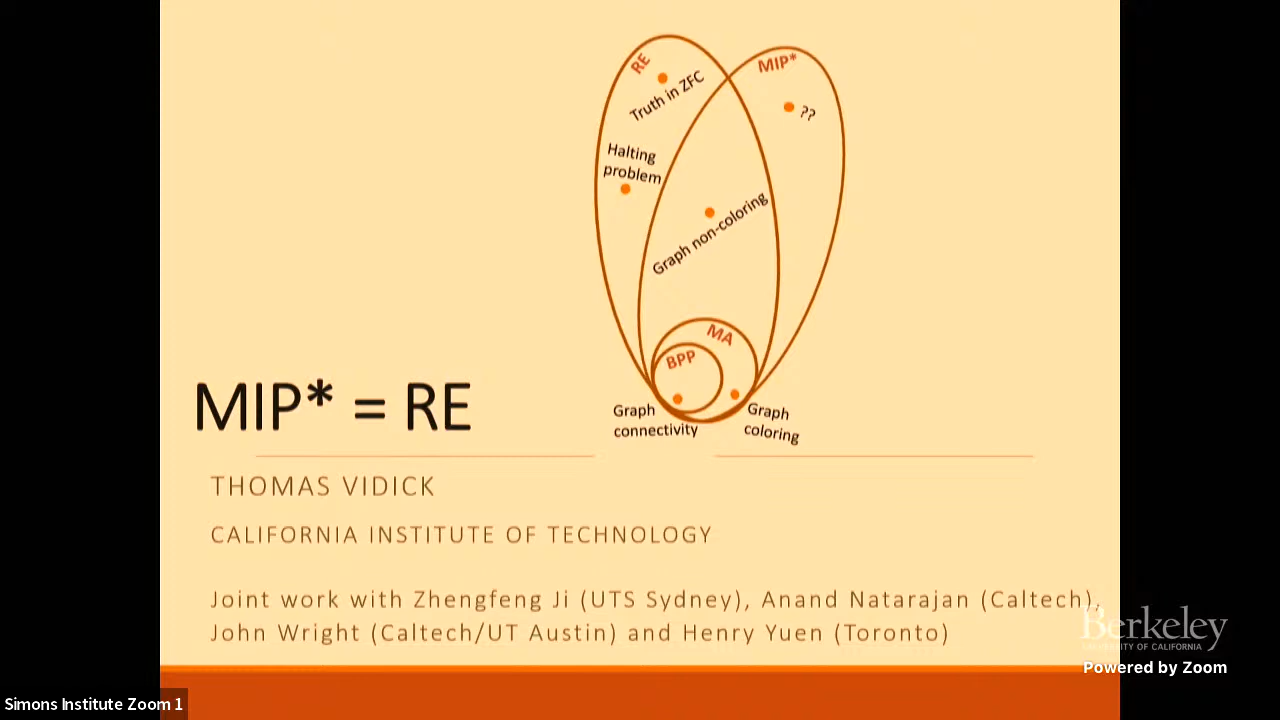 RE
MIP*
Truth in ZFC
??
Halting
problem
Graph non-coloring
MA
BPP
Graph
connectivity
Graph
coloring
MIP* = RE
THOMAS VIDICK
CALIFORNIA INSTITUTE OF TECHNOLOGY
Joint work with Zhengfeng Ji (UTS Sydney), Anand Natarajan (Caltech),
John Wright (Caltech/UT Austin) and Henry Yuen (Toronto)
Berkeley
UNIVERSITY OF CALIFORNIA
Powered by Zoom
Simons Institute Zoom 1